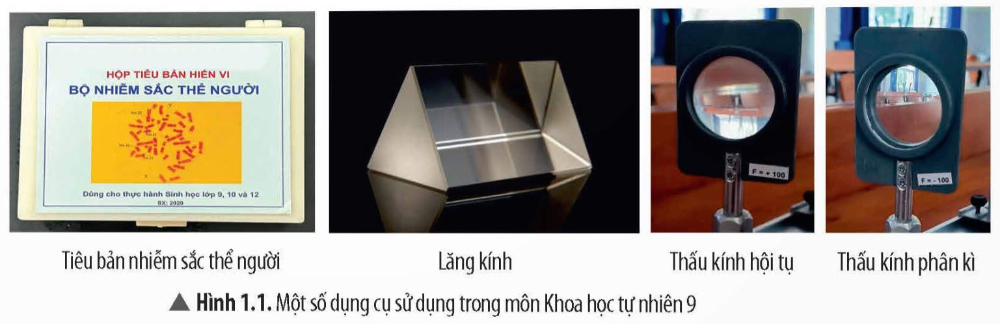 HỘP TIÊU BẢN HIỂN VI
BỘ NHIỄM SẮC THỂ NGƯỜI
Y
X
Dùng cho thực hành Sinh học lớp 9, 10 và 12
SX: 2020
F = + 100
F = - 100
Tiêu bản nhiễm sắc thể người
Lăng kính
Thấu kính hội tụ
Thấu kính phân kì
▲ Hình 1.1. Một số dụng cụ sử dụng trong môn Khoa học tự nhiên 9